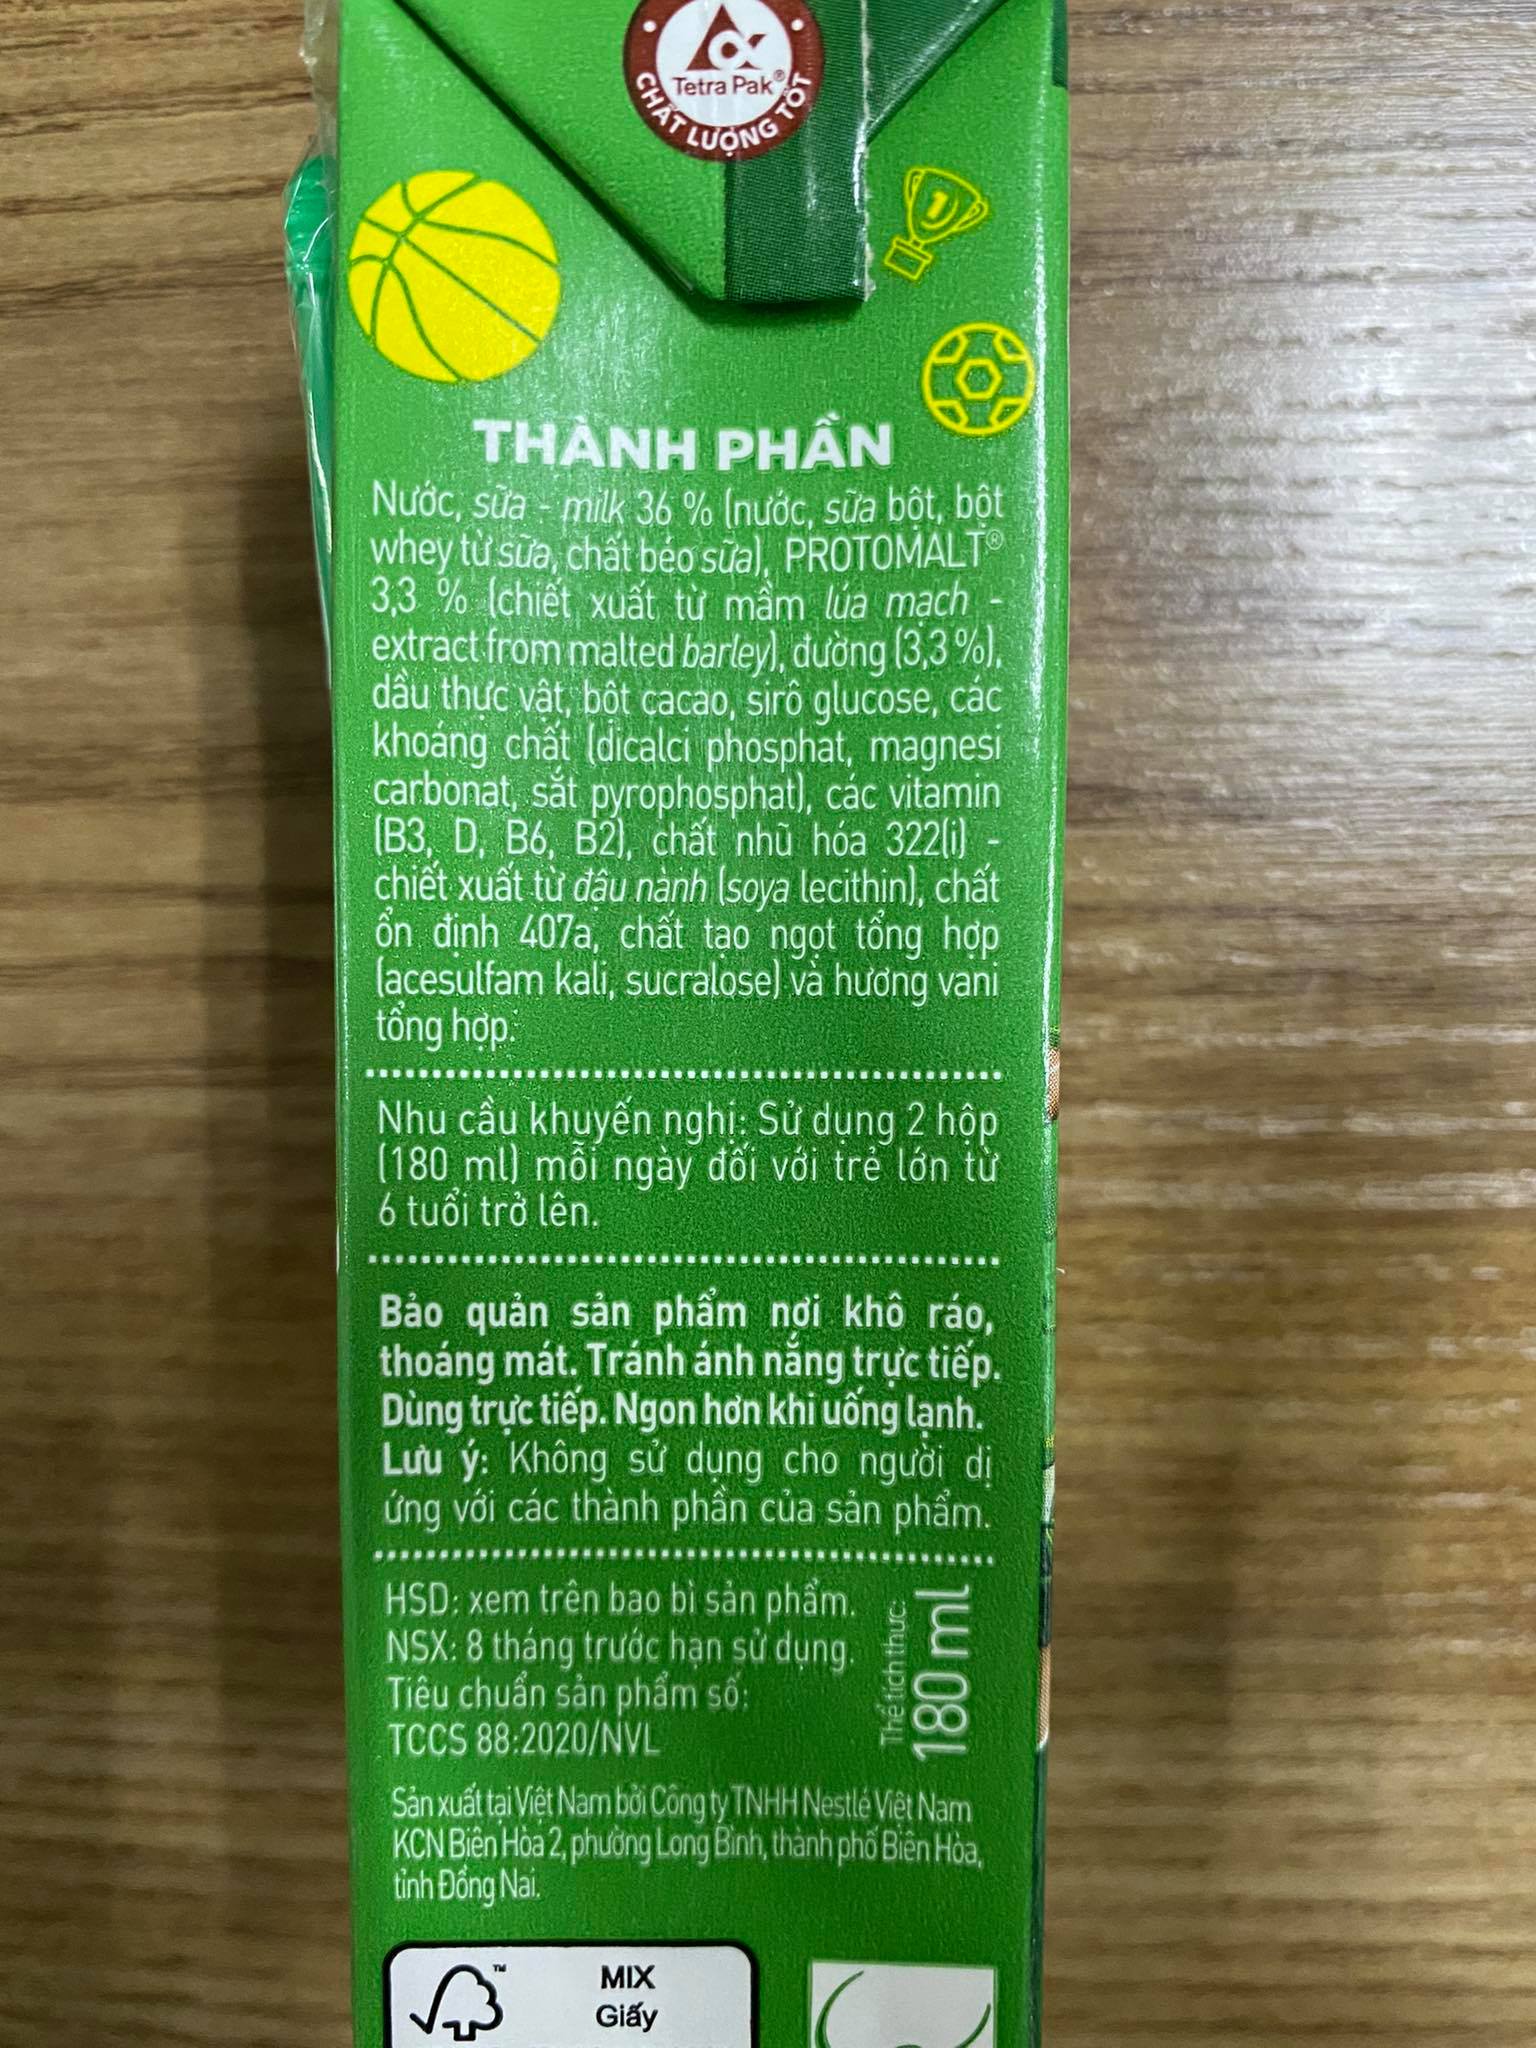 Tetra Pak®
CHẤT LƯỢNG TỐT
1
THÀNH PHẦN
Nước, sữa - milk 36 % (nước, sữa bột, bột
whey từ sữa, chất béo sữa), PROTOMALT®
3,3 % (chiết xuất từ mầm lúa mạch -
extract from malted barley), đường (3,3 %),
dầu thực vật, bột cacao, sirô glucose, các
khoáng chất (dicalci phosphat, magnesi
carbonat, sắt pyrophosphat), các vitamin
(B3, D, B6, B2), chất nhũ hóa 322(i) -
chiết xuất từ đậu nành (soya lecithin), chất
ổn định 407a, chất tạo ngọt tổng hợp
(acesulfam kali, sucralose) và hương vani
tổng hợp.
Nhu cầu khuyến nghị: Sử dụng 2 hộp
(180 ml) mỗi ngày đối với trẻ lớn từ
6 tuổi trở lên.
Bảo quản sản phẩm nơi khô ráo,
thoáng mát. Tránh ánh nắng trực tiếp.
Dùng trực tiếp. Ngon hơn khi uống lạnh.
Lưu ý: Không sử dụng cho người dị
ứng với các thành phần của sản phẩm.
HSD: xem trên bao bì sản phẩm.
NSX: 8 tháng trước hạn sử dụng.
Tiêu chuẩn sản phẩm số:
TCCS 88:2020/NVL
Thể tích thực:
180 ml
Sản xuất tại Việt Nam bởi Công ty TNHH Nestlé Việt Nam
KCN Biên Hòa 2, phường Long Bình, thành phố Biên Hòa,
tỉnh Đồng Nai.
MIX
Giấy